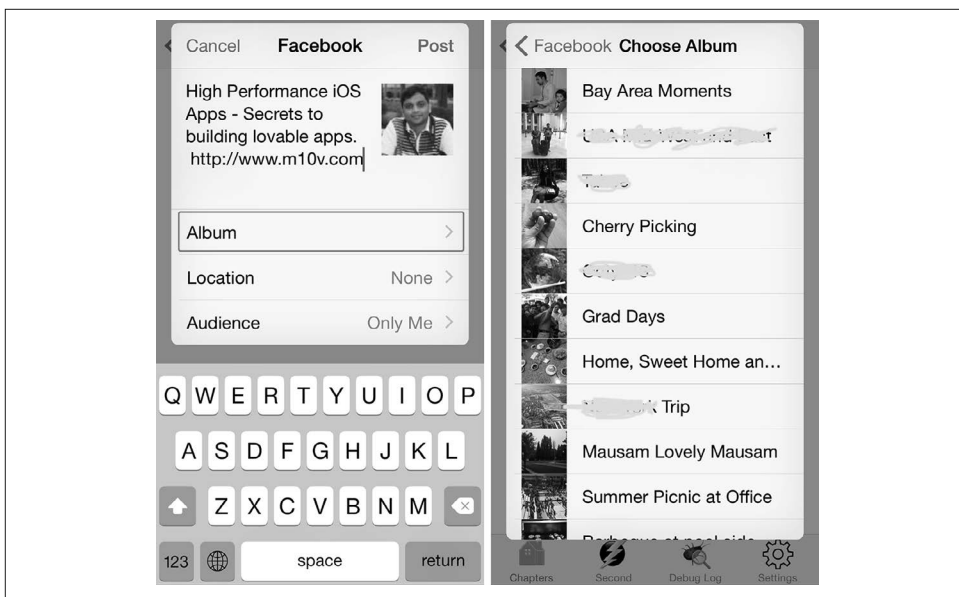 Cancel Facebook Post
High Performance iOS
Apps - Secrets to
building lovable apps.
http://www.m10v.com
Album
Location None
Audience Only Me
Q W E R T Y U I O P
A S D F G H J K L
Z X C V B N M
123 space return
Facebook Choose Album
Bay Area Moments
Cherry Picking
Grad Days
Home, Sweet Home an...
Trip
Mausam Lovely Mausam
Summer Picnic at Office
Chapters Second Debug Log Settings